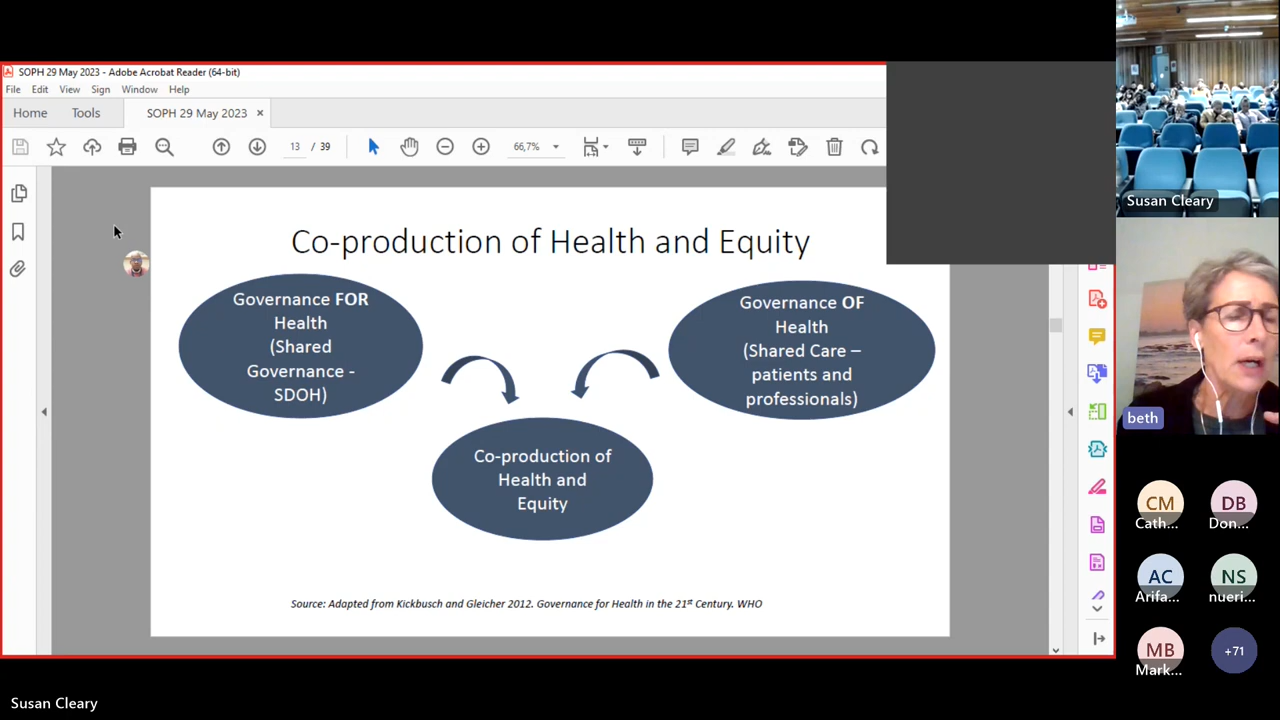 SOPH 29 May 2023 - Adobe Acrobat Reader (64-bit)
File Edit View Sign Window Help
Home Tools SOPH 29 May 2023 ×
13 / 39 66,7%
Co-production of Health and Equity
Governance FOR
Health
(Shared
Governance -
SDOH)
Governance OF
Health
(Shared Care –
patients and
professionals)
Co-production of
Health and
Equity
Source: Adapted from Kickbusch and Gleicher 2012. Governance for Health in the 21st Century. WHO
Susan Cleary
beth
CM
Cath...
DB
Don...
AC
Arifa...
NS
nueri...
MB
Mark...
+71
Susan Cleary